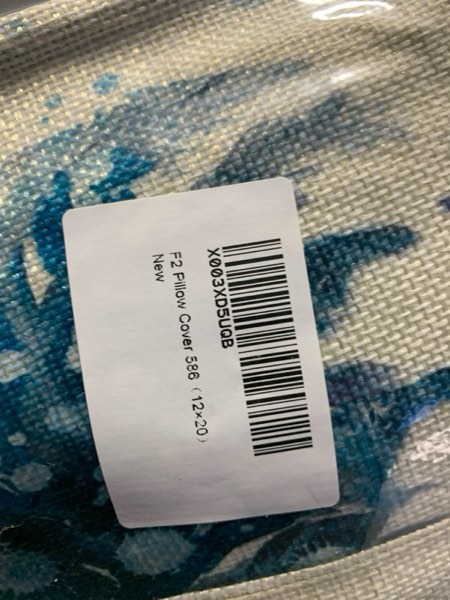 X003XD5UQB
F2 Pillow Cover 586（12×20）
New